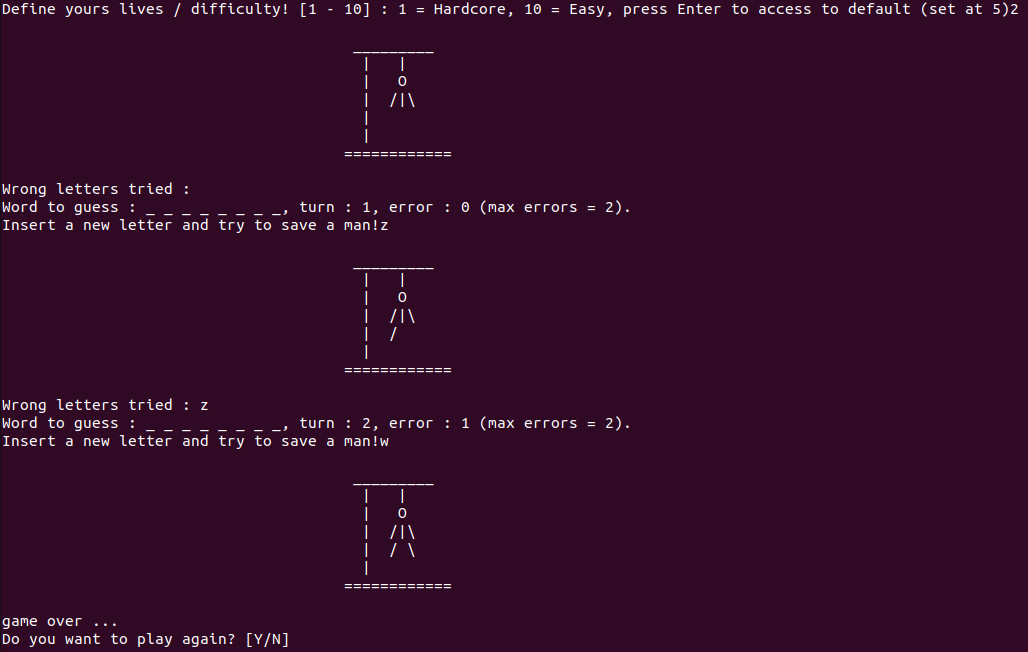 Define yours lives / difficulty! [1 - 10] : 1 = Hardcore, 10 = Easy, press Enter to access to default (set at 5)2
                                       _________
                                        |   |
                                        |   O
                                        |  /|\
                                        |
                                        |
                                      ============
Wrong letters tried :
Word to guess : _ _ _ _ _ _ _ _, turn : 1, error : 0 (max errors = 2).
Insert a new letter and try to save a man!z
                                       _________
                                        |   |
                                        |   O
                                        |  /|\
                                        |  /
                                        |
                                      ============
Wrong letters tried : z
Word to guess : _ _ _ _ _ _ _ _, turn : 2, error : 1 (max errors = 2).
Insert a new letter and try to save a man!w
                                       _________
                                        |   |
                                        |   O
                                        |  /|\
                                        |  / \
                                        |
                                      ============
game over ...
Do you want to play again? [Y/N]